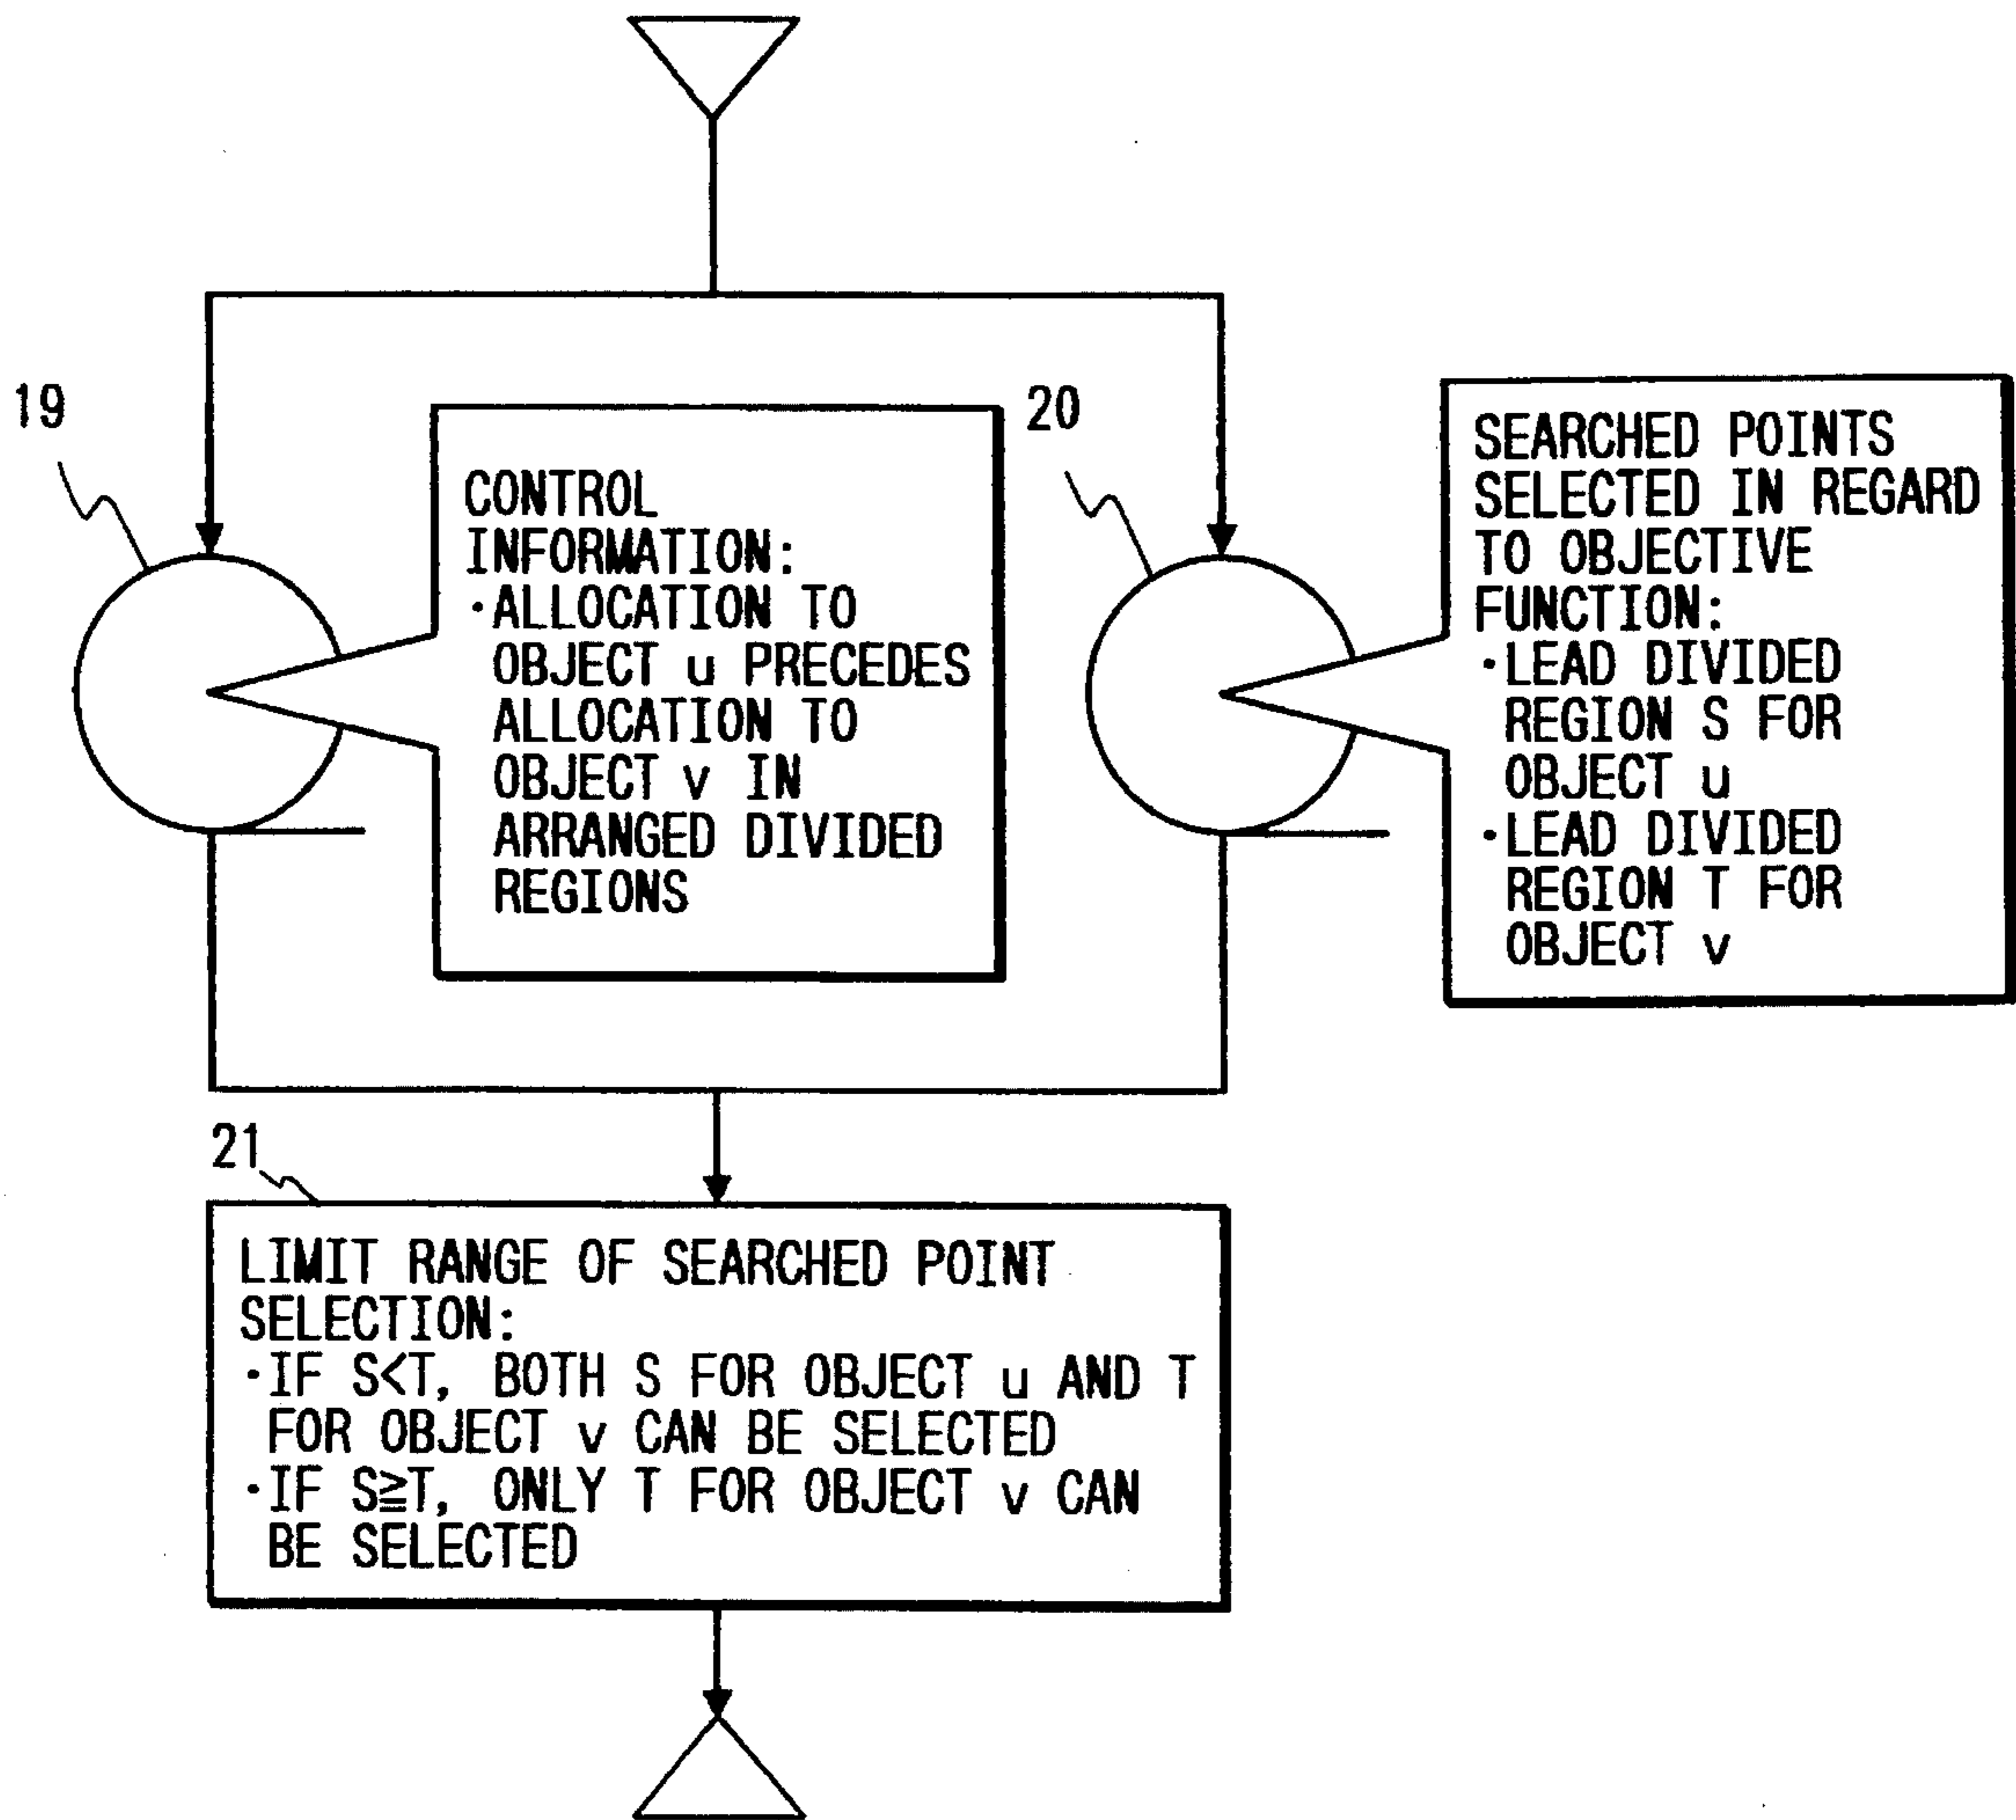 19
CONTROL
INFORMATION:
·ALLOCATION TO
OBJECT u PRECEDES
ALLOCATION TO
OBJECT v IN
ARRANGED DIVIDED
REGIONS
20
SEARCHED POINTS
SELECTED IN REGARD
TO OBJECTIVE
FUNCTION:
·LEAD DIVIDED
REGION S FOR
OBJECT u
·LEAD DIVIDED
REGION T FOR
OBJECT v
21
LIMIT RANGE OF SEARCHED POINT
SELECTION:
·IF S<T, BOTH S FOR OBJECT u AND T
FOR OBJECT v CAN BE SELECTED
·IF S≧T, ONLY T FOR OBJECT v CAN
BE SELECTED